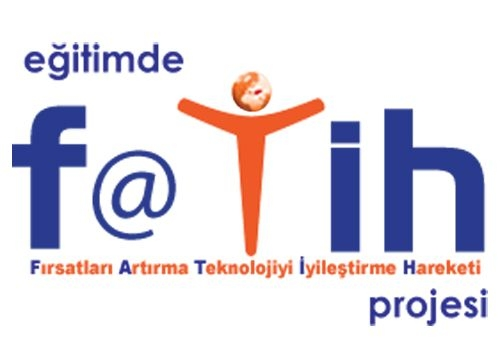 eğitimde
f@tih
Fırsatları Artırma Teknolojiyi İyileştirme Hareketi
projesi